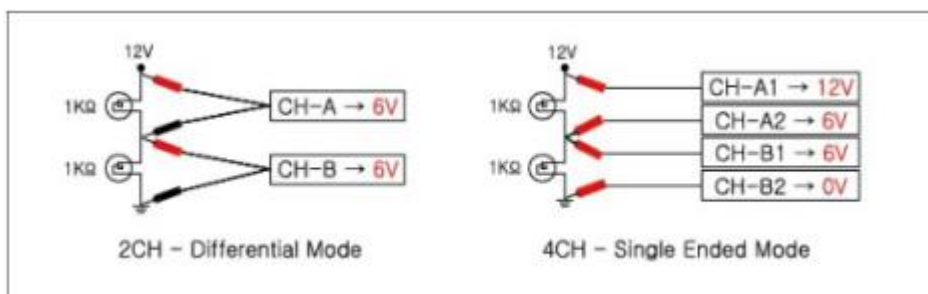 12V
1KΩ
CH-A → 6V
1KΩ
CH-B → 6V
2CH - Differential Mode
12V
1KΩ
CH-A1 → 12V
CH-A2 → 6V
CH-B1 → 6V
1KΩ
CH-B2 → 0V
4CH - Single Ended Mode